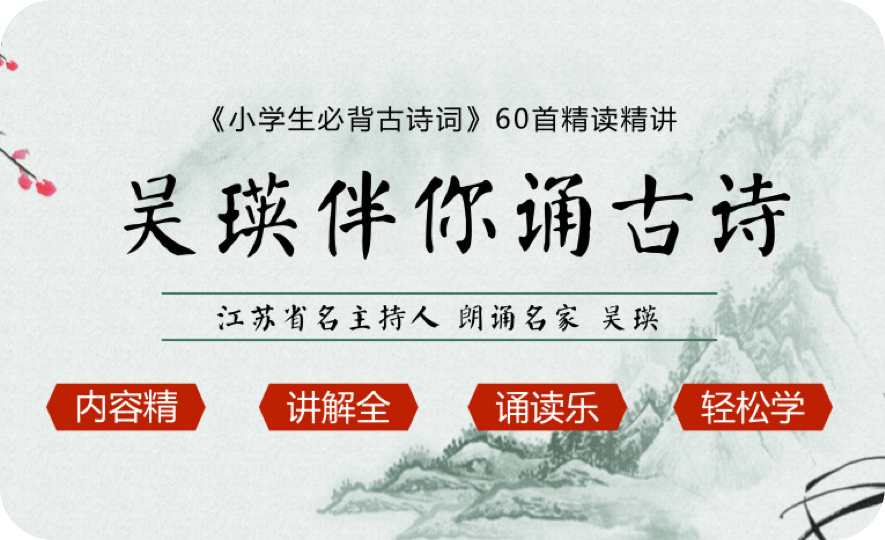 《小学生必背古诗词》60首精读精讲
吴瑛伴你诵古诗
江苏省名主持人 朗诵名家 吴瑛
内容精 讲解全 诵读乐 轻松学